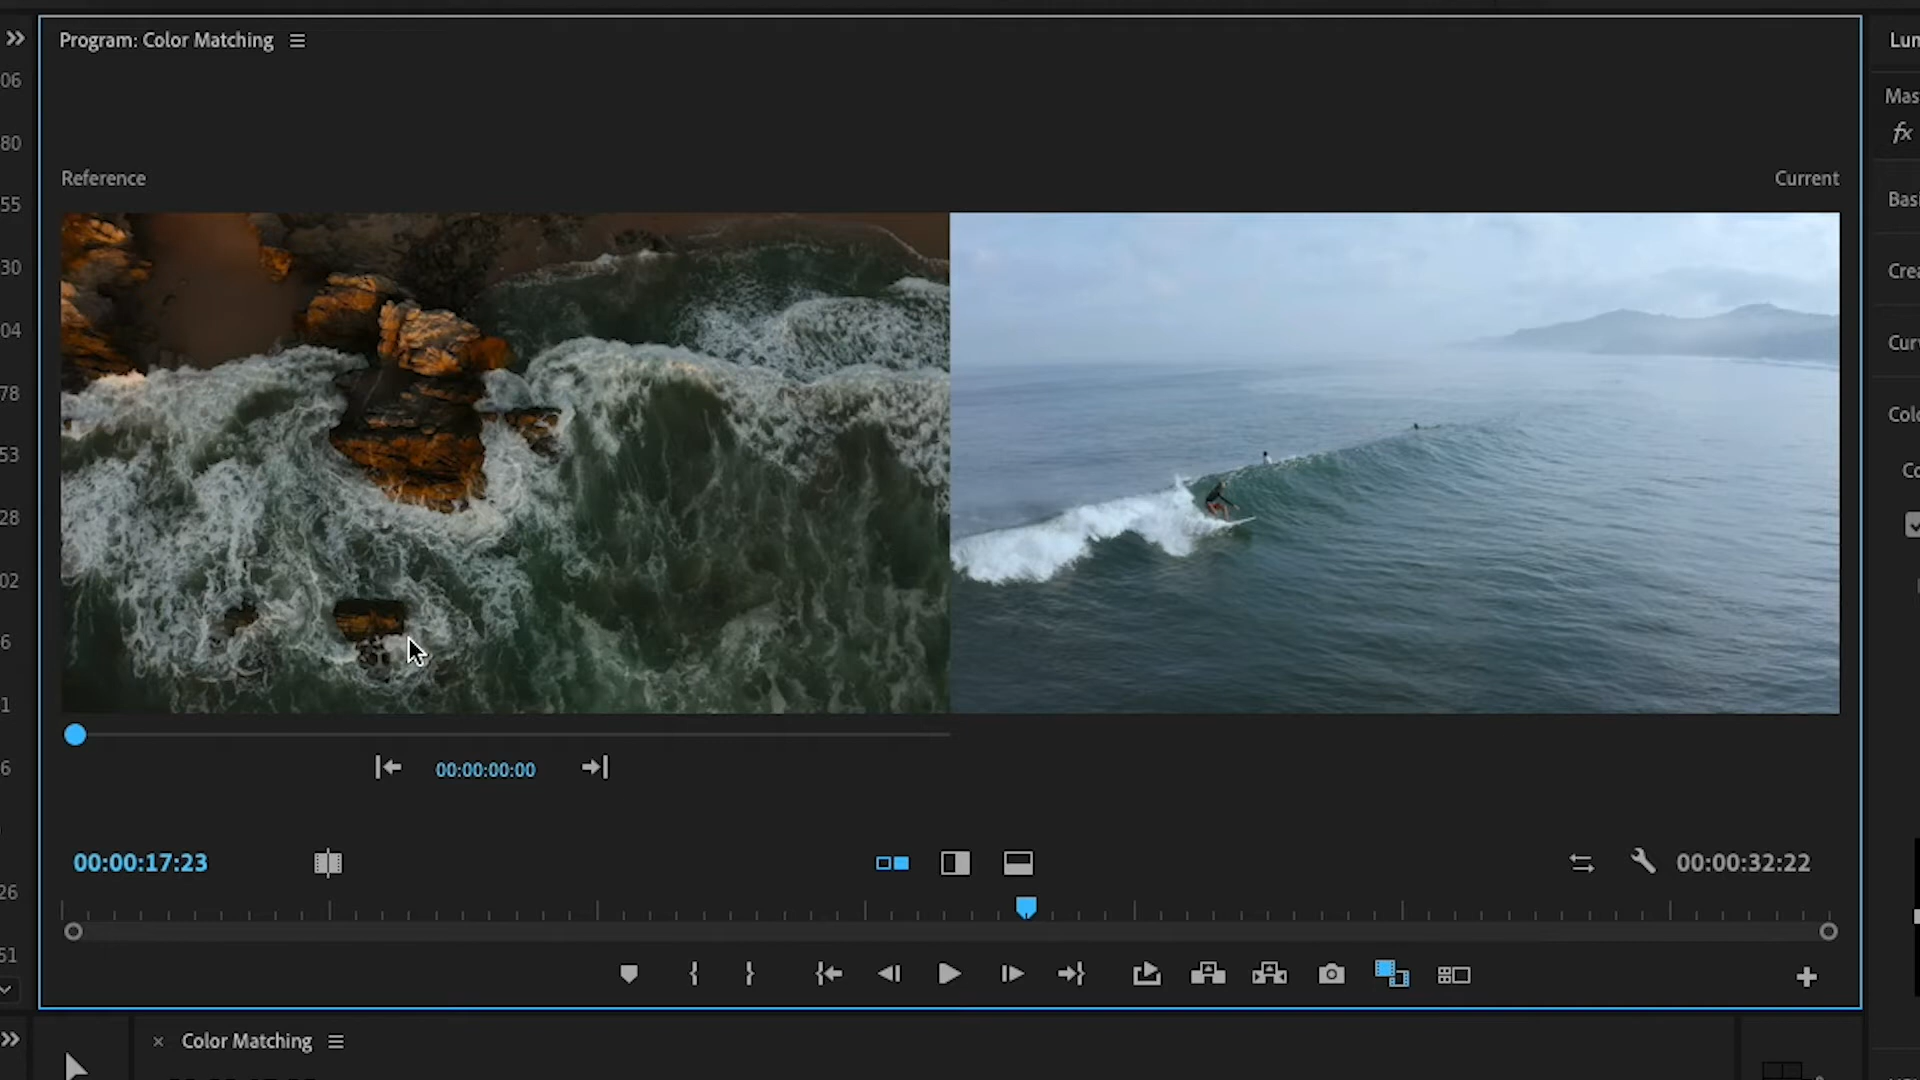 Program: Color Matching
Reference
Current
00:00:00:00
00:00:17:23
00:00:32:22
Color Matching
06
80
55
30
04
78
53
28
02
6
1
6
26
51
Lum
Mas
fx
Basi
Crea
Curv
Colo
Co